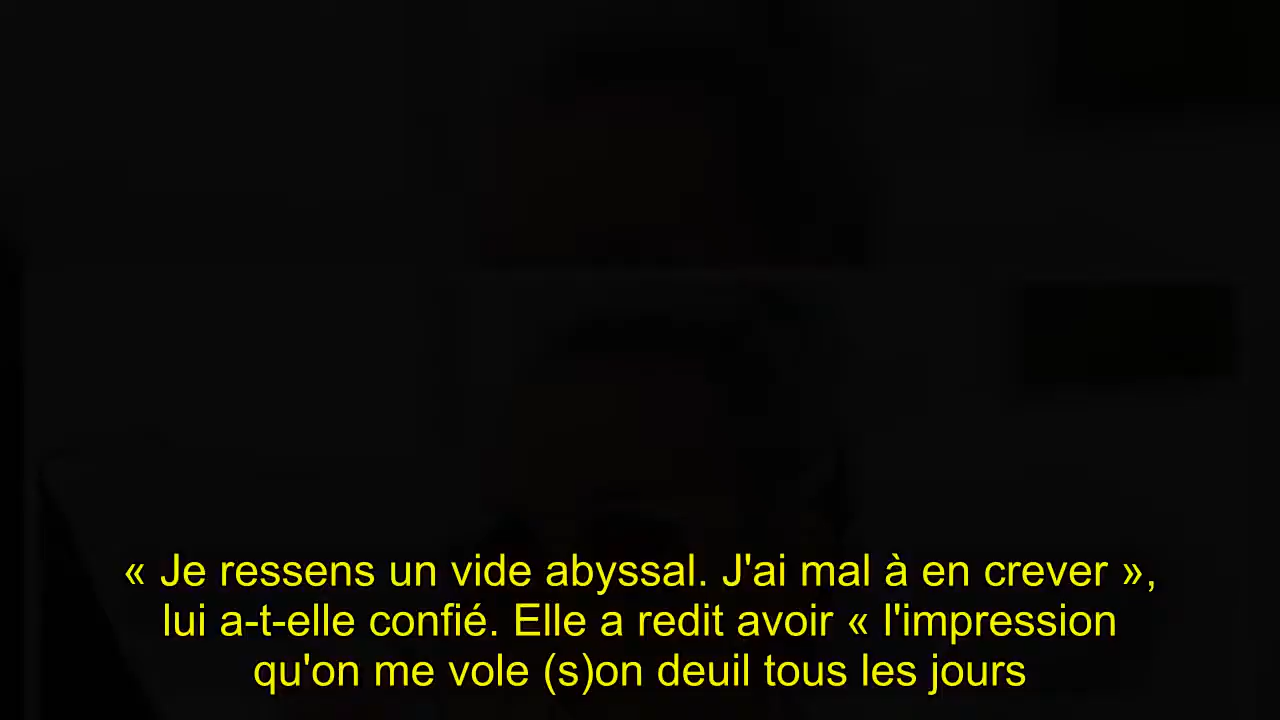 « Je ressens un vide abyssal. J'ai mal à en crever »,
lui a-t-elle confié. Elle a redit avoir « l'impression
qu'on me vole (s)on deuil tous les jours